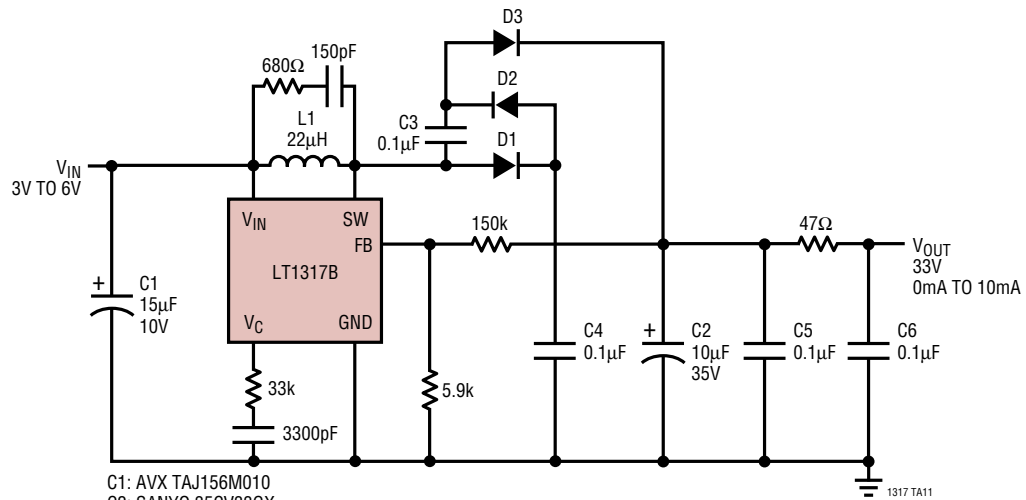 D3
150pF
680Ω
D2
L1
22µH
C3
0.1µF
D1
VIN
3V TO 6V
VIN
SW
FB
LT1317B
VC
GND
150k
47Ω
VOUT
33V
0mA TO 10mA
C1
15µF
10V
+
C4
0.1µF
+
C2
10µF
35V
C5
0.1µF
C6
0.1µF
33k
5.9k
3300pF
C1: AVX TAJ156M010
1317 TA11